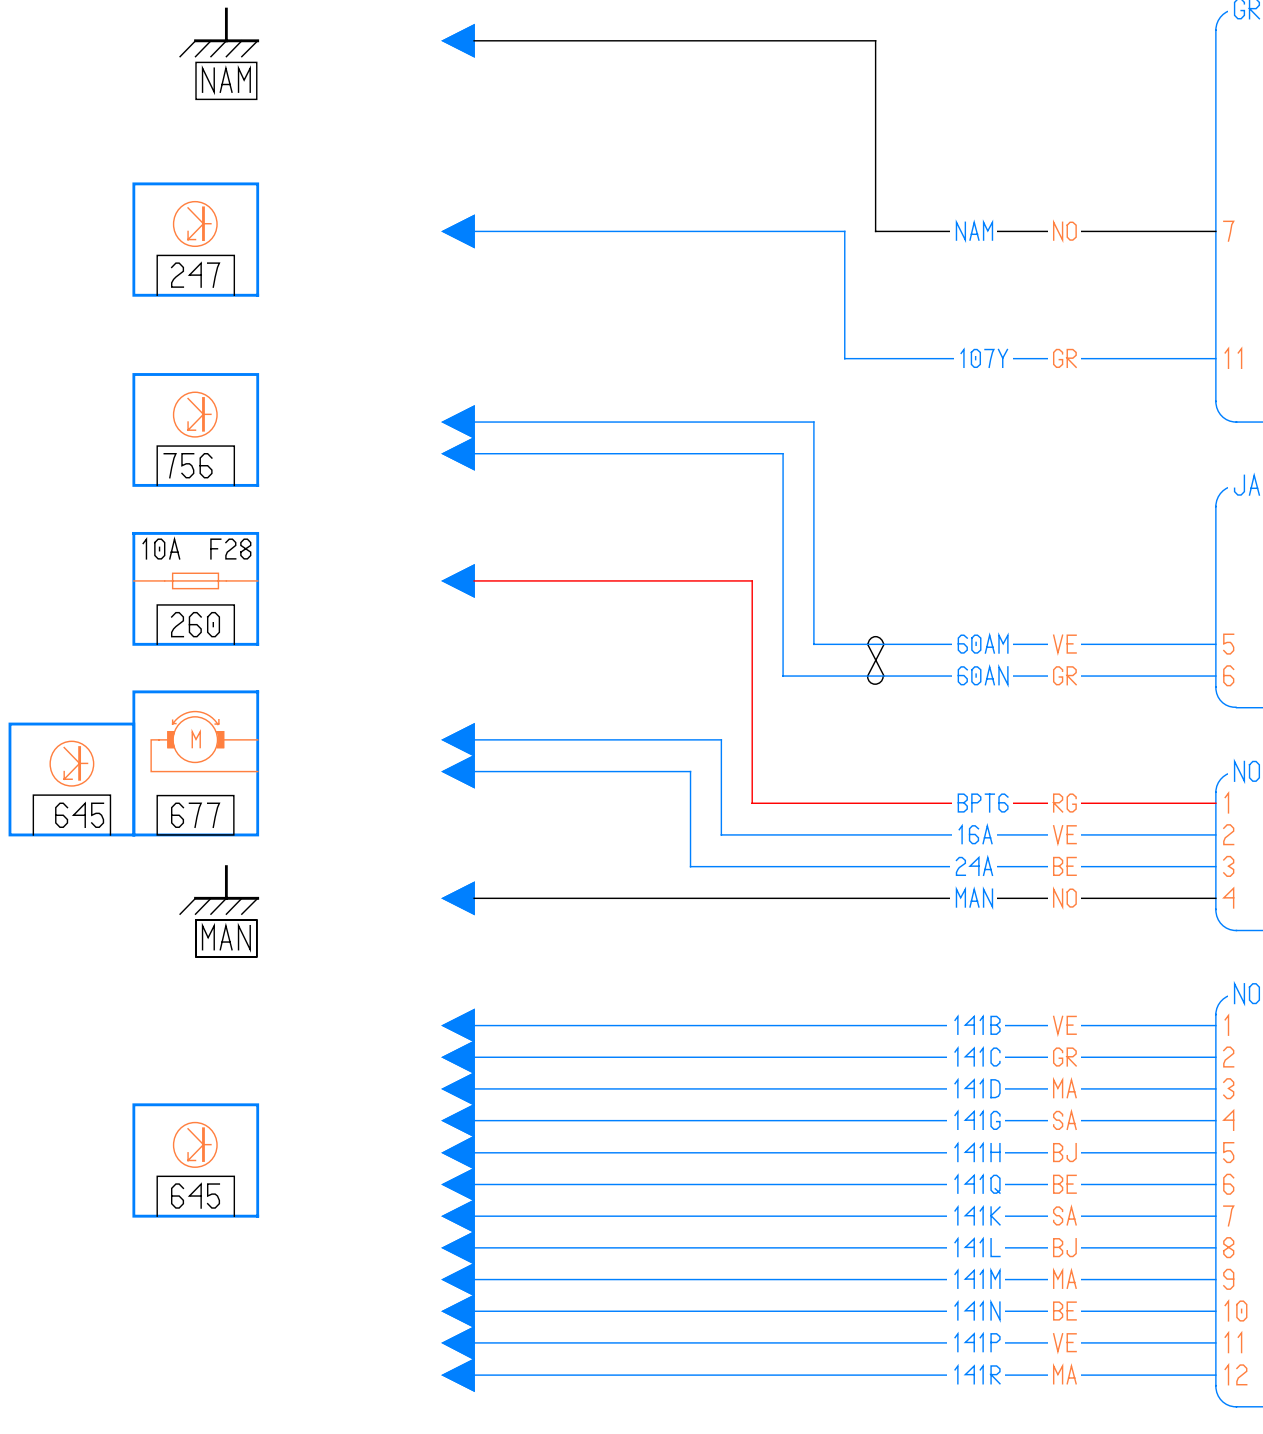 GR
NAM
247
NAM NO 7
107Y GR 11
756
JA
10A F28
260
60AM VE 5
60AN GR 6
M
645
677
NO
BPT6 RG 1
16A VE 2
24A BE 3
MAN NO 4
MAN
NO
141B VE 1
141C GR 2
141D MA 3
141G SA 4
141H BJ 5
141Q BE 6
645
141K SA 7
141L BJ 8
141M MA 9
141N BE 10
141P VE 11
141R MA 12